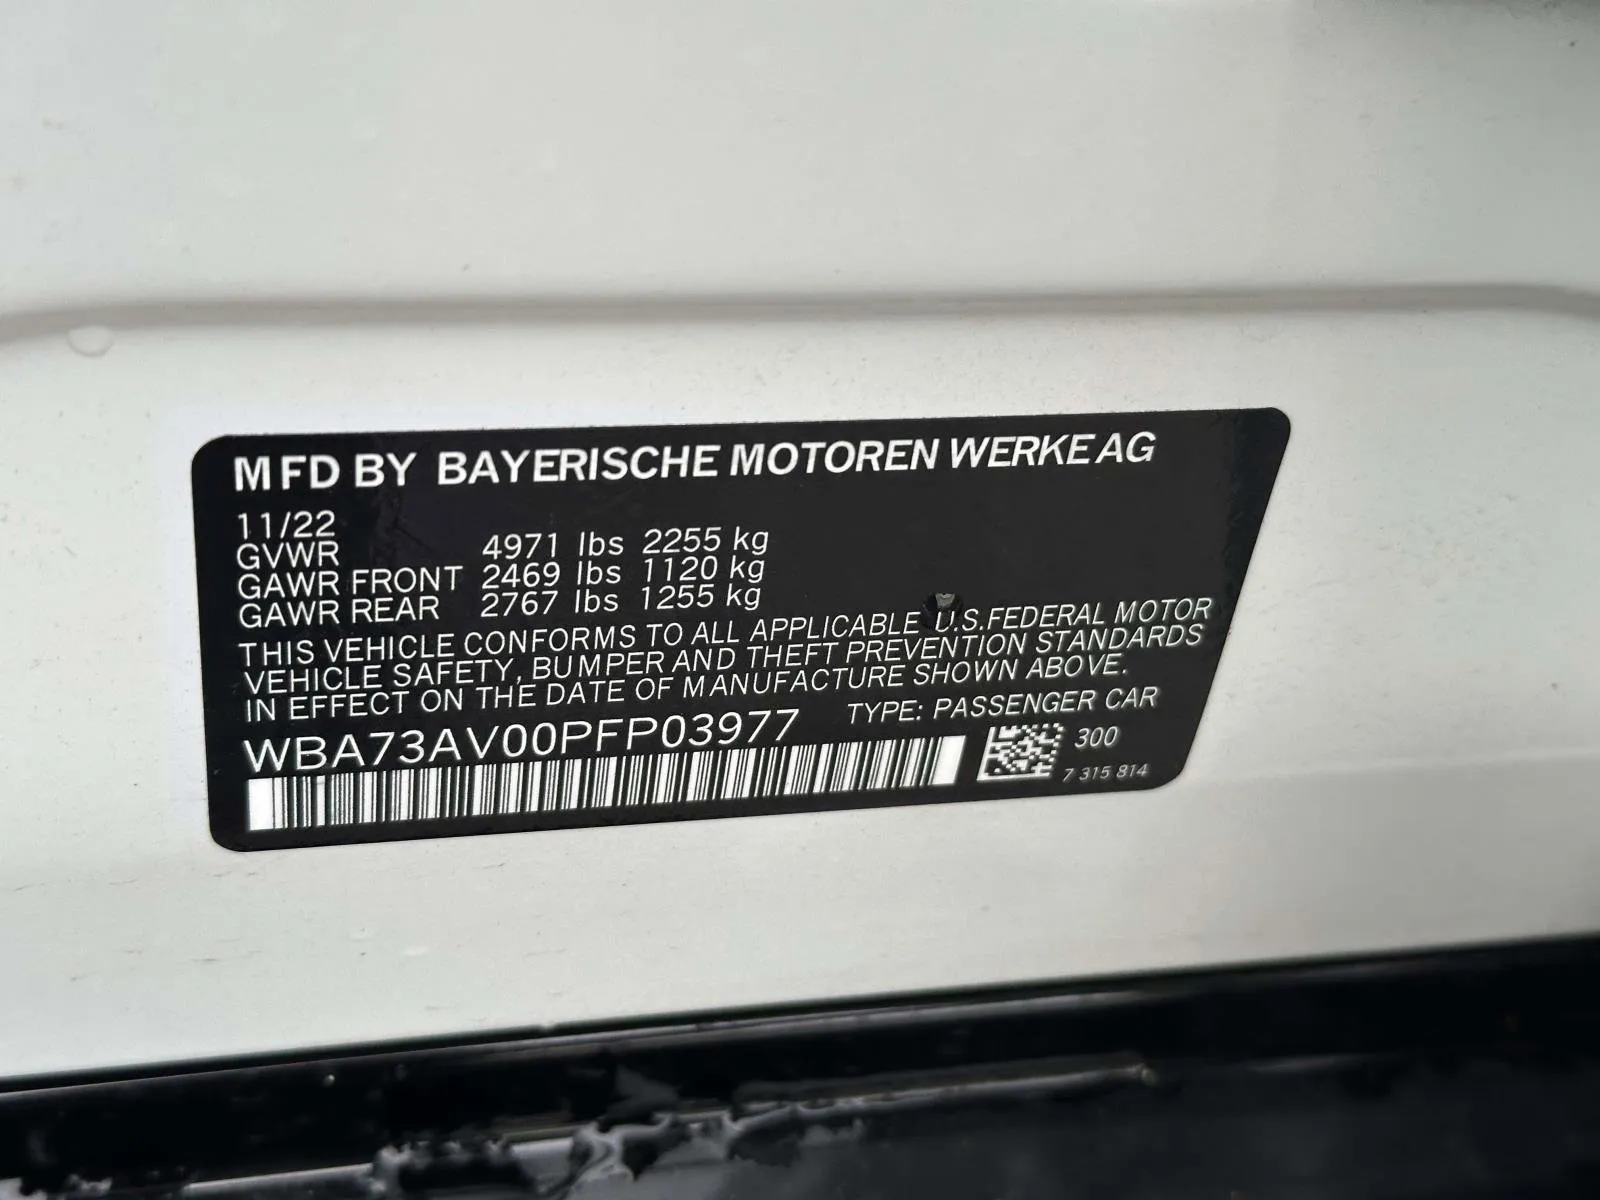 MFD BY BAYERISCHE MOTOREN WERKE AG
11/22
GVWR 4971 lbs 2255 kg
GAWR FRONT 2469 lbs 1120 kg
GAWR REAR 2767 lbs 1255 kg
THIS VEHICLE CONFORMS TO ALL APPLICABLE U.S.FEDERAL MOTOR
VEHICLE SAFETY, BUMPER AND THEFT PREVENTION STANDARDS
IN EFFECT ON THE DATE OF MANUFACTURE SHOWN ABOVE.
TYPE: PASSENGER CAR
WBA73AV00PFP03977
300
7 315 814